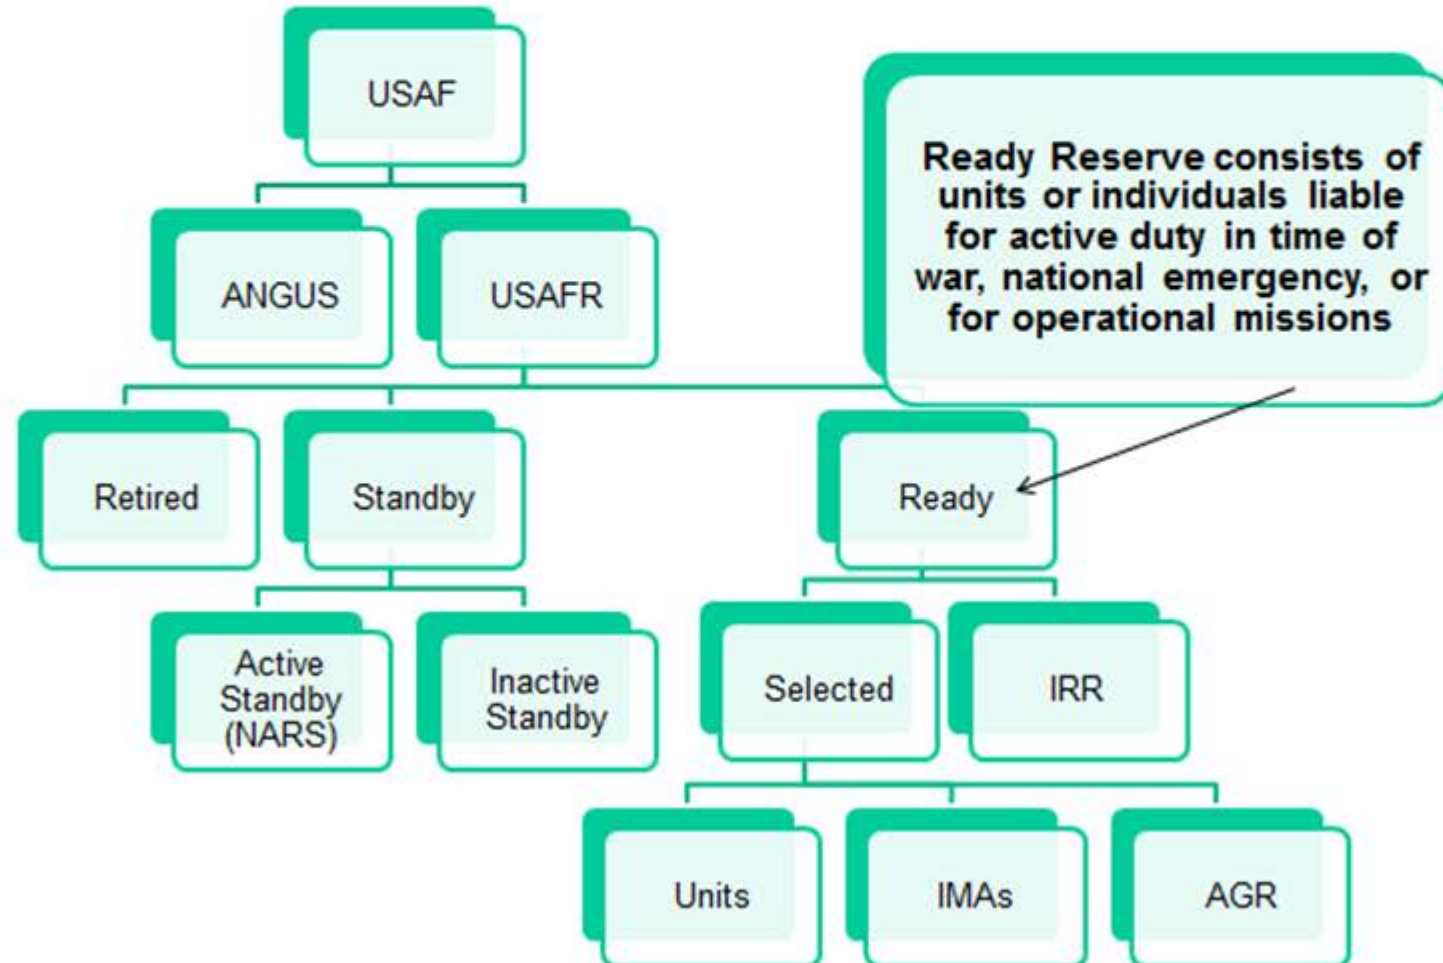 USAF
Ready Reserve consists of
units or individuals liable
for active duty in time of
war, national emergency, or
for operational missions
ANGUS
USAFR
Retired
Standby
Ready
Active
Standby
(NARS)
Inactive
Standby
Selected
IRR
Units
IMAs
AGR